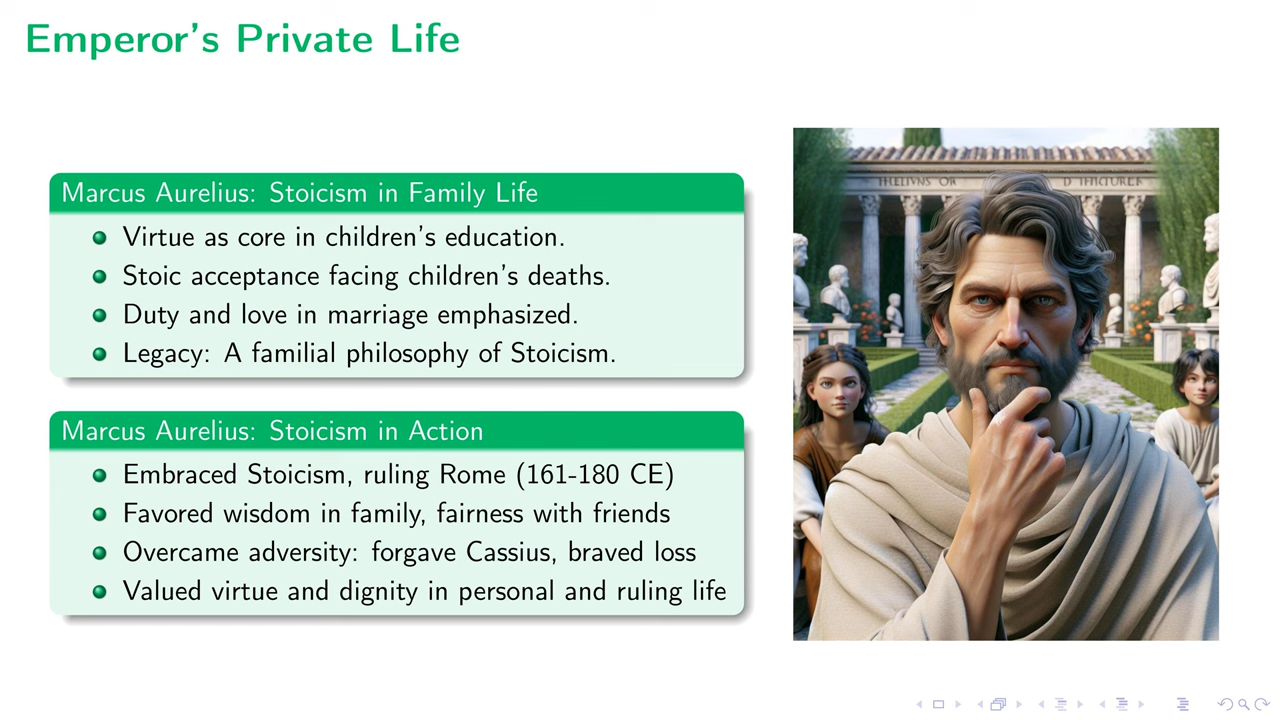 Emperor's Private Life
Marcus Aurelius: Stoicism in Family Life
Virtue as core in children's education.
Stoic acceptance facing children's deaths.
Duty and love in marriage emphasized.
Legacy: A familial philosophy of Stoicism.
Marcus Aurelius: Stoicism in Action
Embraced Stoicism, ruling Rome (161-180 CE)
Favored wisdom in family, fairness with friends
Overcame adversity: forgave Cassius, braved loss
Valued virtue and dignity in personal and ruling life